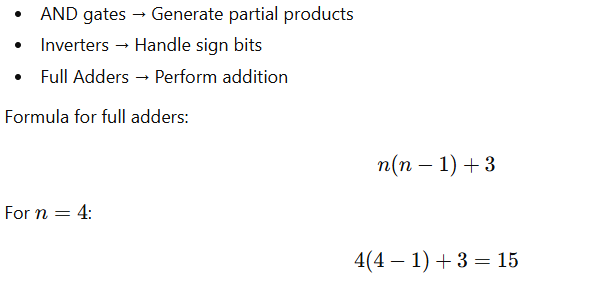 • AND gates → Generate partial products
• Inverters → Handle sign bits
• Full Adders → Perform addition
Formula for full adders:
n(n − 1) + 3
For n = 4:
4(4 − 1) + 3 = 15